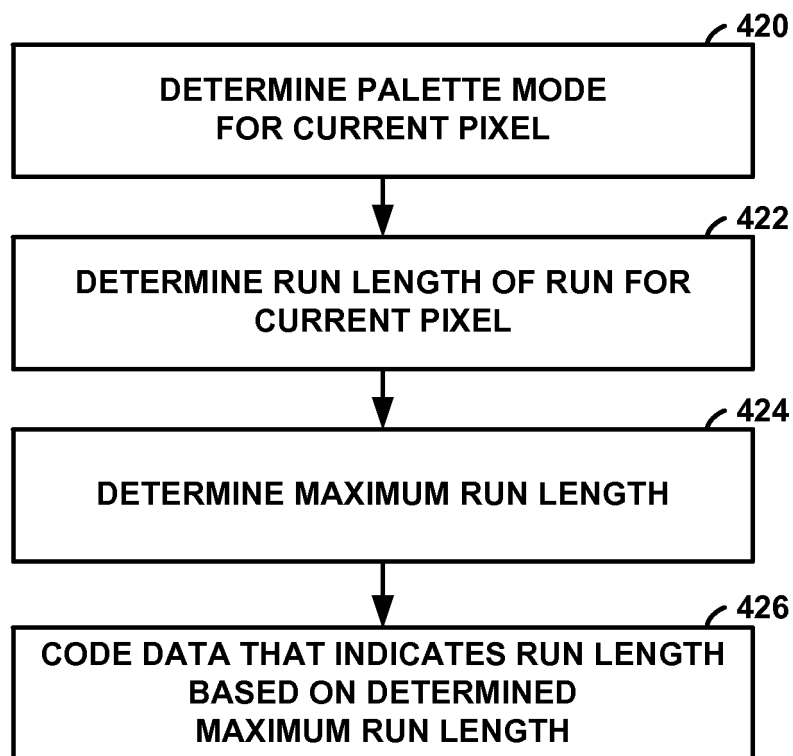 420
DETERMINE PALETTE MODE
FOR CURRENT PIXEL
422
DETERMINE RUN LENGTH OF RUN FOR
CURRENT PIXEL
424
DETERMINE MAXIMUM RUN LENGTH
426
CODE DATA THAT INDICATES RUN LENGTH
BASED ON DETERMINED
MAXIMUM RUN LENGTH